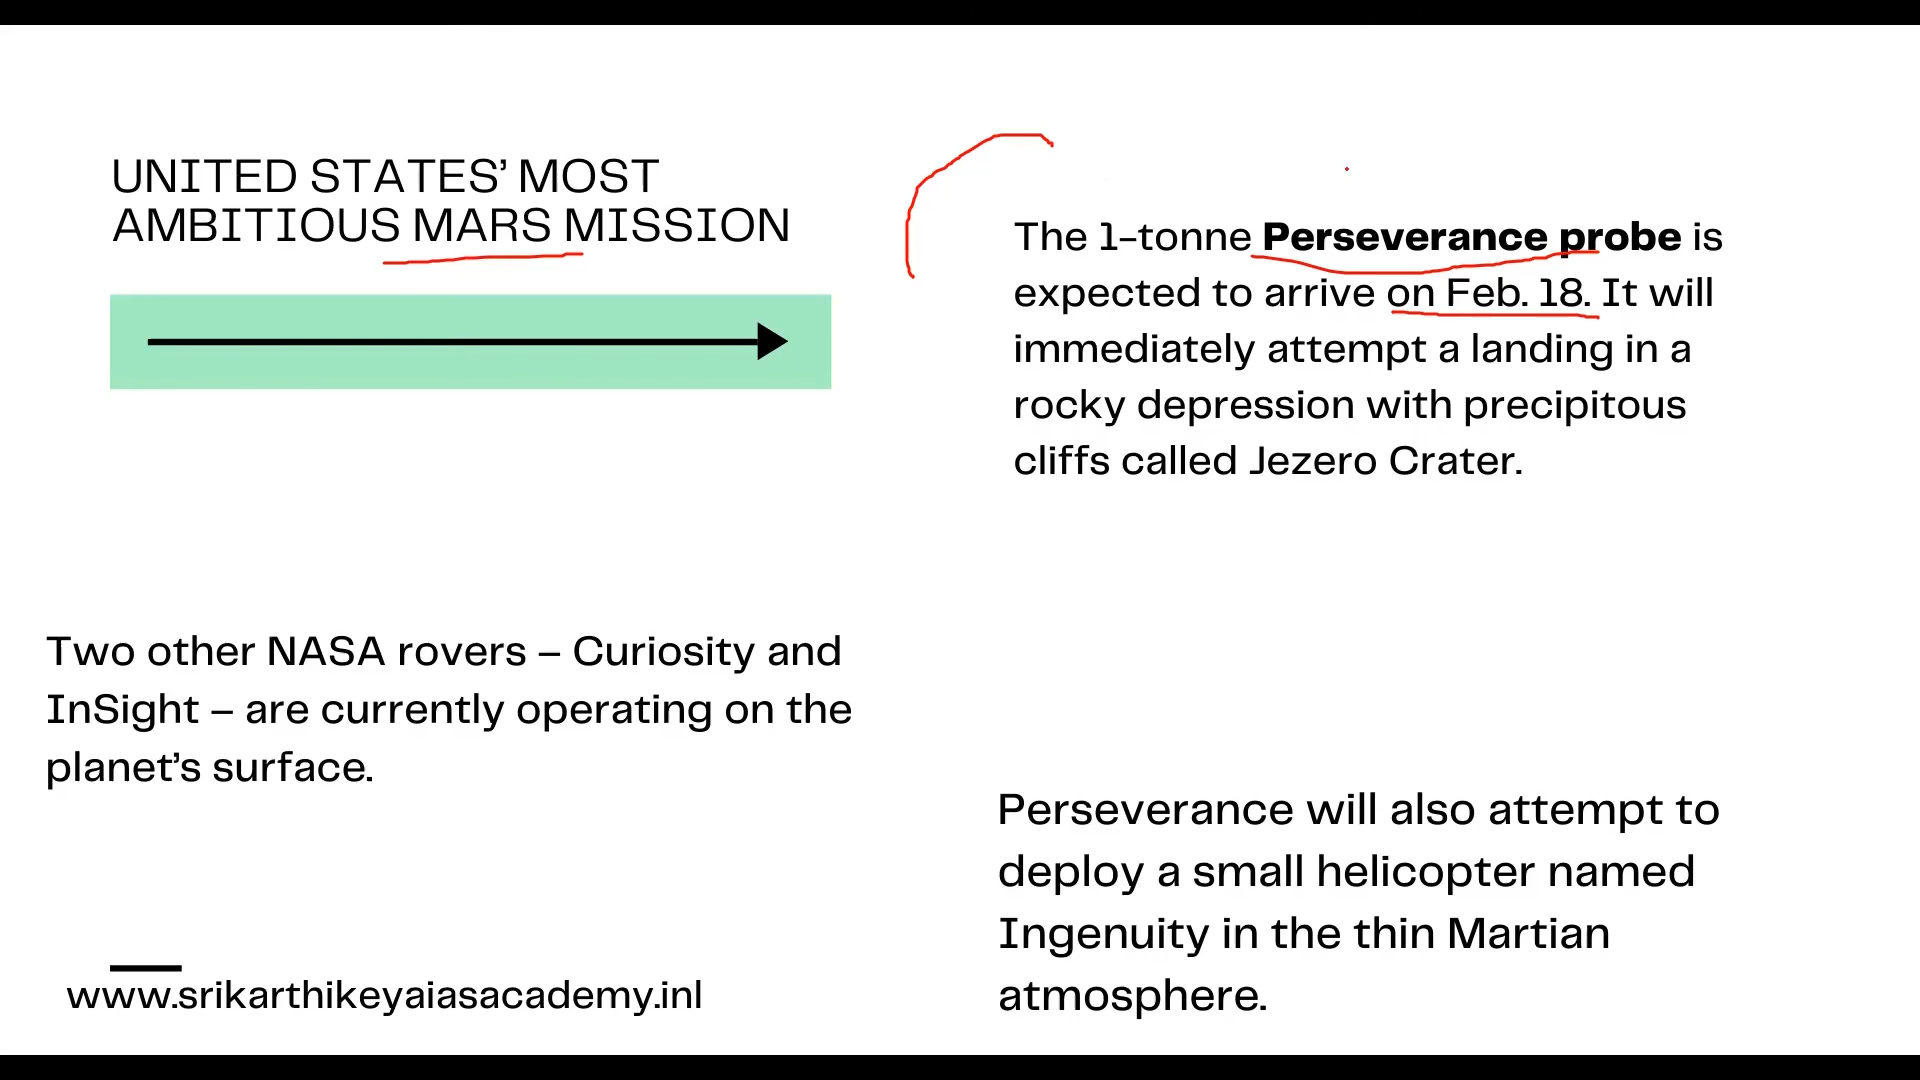 UNITED STATES’ MOST
AMBITIOUS MARS MISSION
The 1-tonne Perseverance probe is
expected to arrive on Feb. 18. It will
immediately attempt a landing in a
rocky depression with precipitous
cliffs called Jezero Crater.
Two other NASA rovers – Curiosity and
InSight – are currently operating on the
planet’s surface.
Perseverance will also attempt to
deploy a small helicopter named
Ingenuity in the thin Martian
atmosphere.
www.srikarthikeyaiasacademy.inl